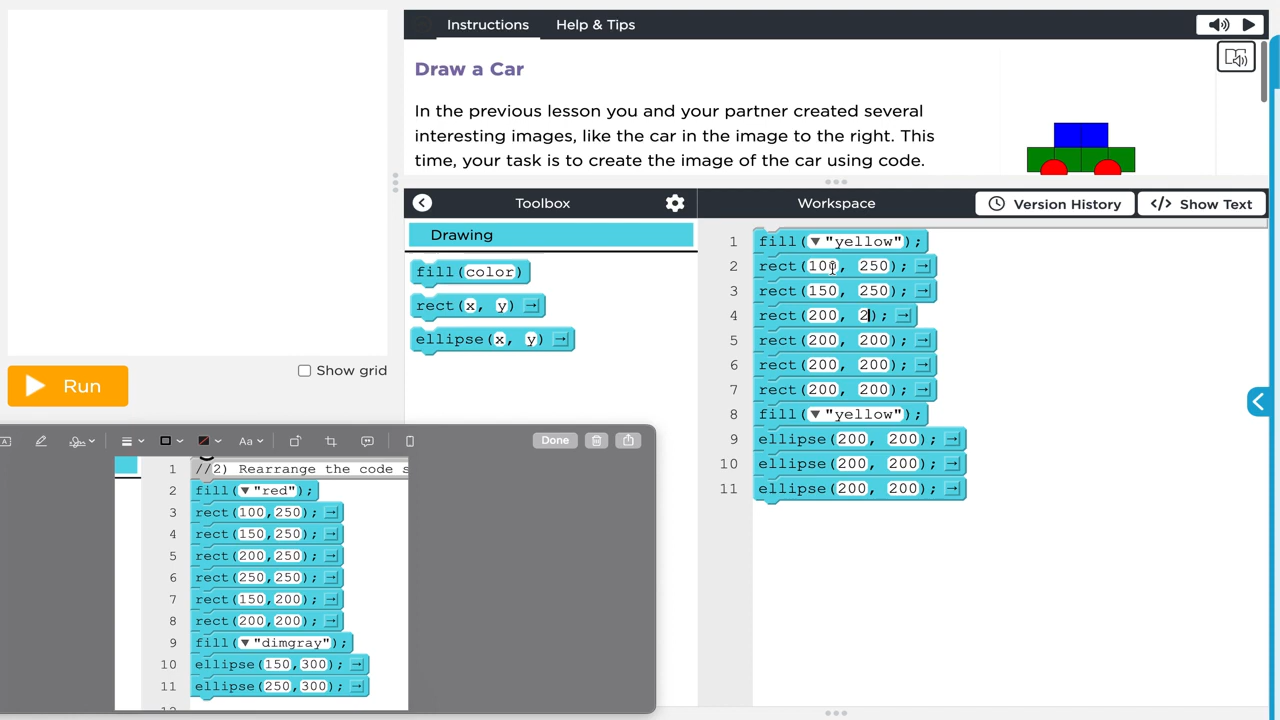 Instructions
Help & Tips
Draw a Car
In the previous lesson you and your partner created several
interesting images, like the car in the image to the right. This
time, your task is to create the image of the car using code.
Toolbox
Workspace
Version History
</> Show Text
Drawing
fill(color)
rect(x, y)
ellipse(x, y)
1 fill("yellow");
2 rect(100, 250);
3 rect(150, 250);
4 rect(200, 2);
5 rect(200, 200);
6 rect(200, 200);
7 rect(200, 200);
8 fill("yellow");
9 ellipse(200, 200);
10 ellipse(200, 200);
11 ellipse(200, 200);
Show grid
Run
Aa
Done
1 //2) Rearrange the code s
2 fill("red");
3 rect(100,250);
4 rect(150,250);
5 rect(200,250);
6 rect(250,250);
7 rect(150,200);
8 rect(200,200);
9 fill("dimgray");
10 ellipse(150,300);
11 ellipse(250,300);